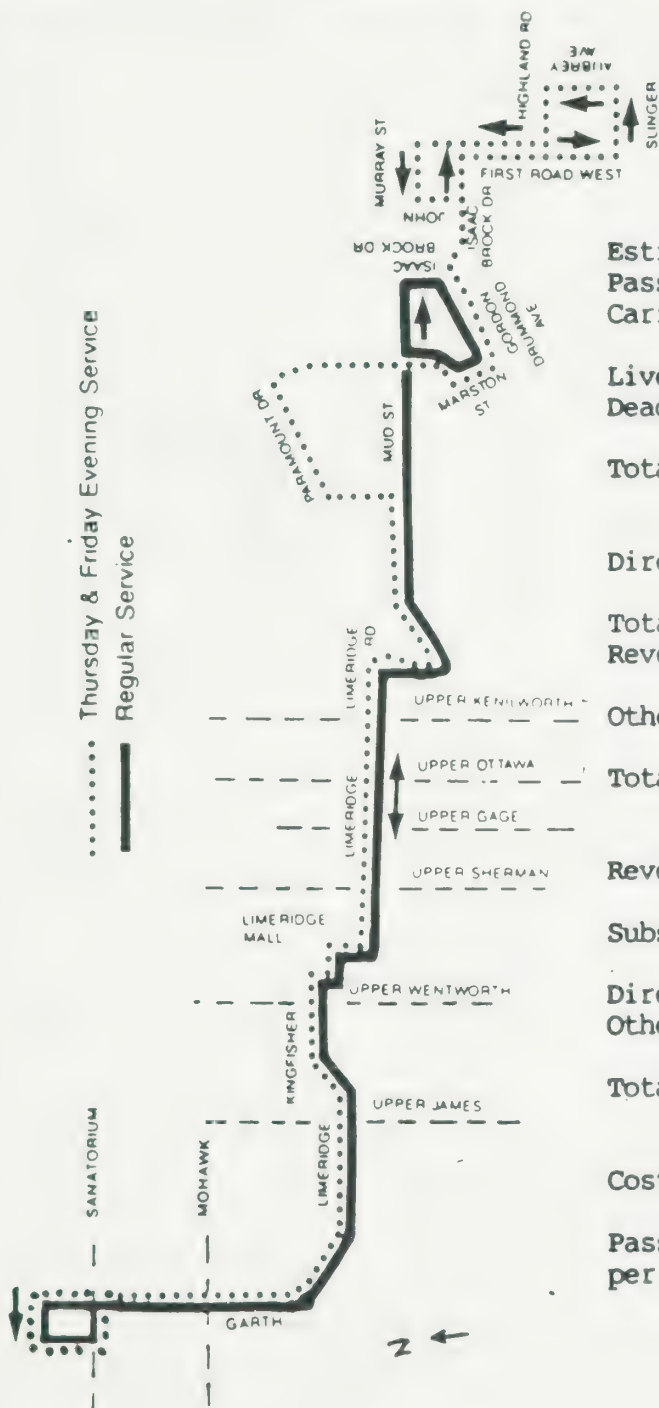 Thursday & Friday Evening Service
Regular Service
HIGHLAND RD
AUBREY
AVE
SLINGER
MURRAY ST
FIRST ROAD WEST
JOHN
ISAAC
BROCK DR
ISAAC
BROCK DR
GORDON
DRUMMOND
AVE
MARSTON
ST
PARAMOUNT DR
MUD ST
LIMERIDGE
RD
UPPER KENILWORTH
LIMERIDGE
UPPER OTTAWA
UPPER GAGE
UPPER SHERMAN
LIMERIDGE
MALL
UPPER WENTWORTH
KINGFISHER
UPPER JAMES
LIMERIDGE
SANATORIUM
MOHAWK
GARTH
N
Esti
Pass
Car
Live
Dead
Tota
Dire
Tota
Reve
Othe
Tota
Reve
Subs
Dire
Othe
Tota
Cost
Pass
per